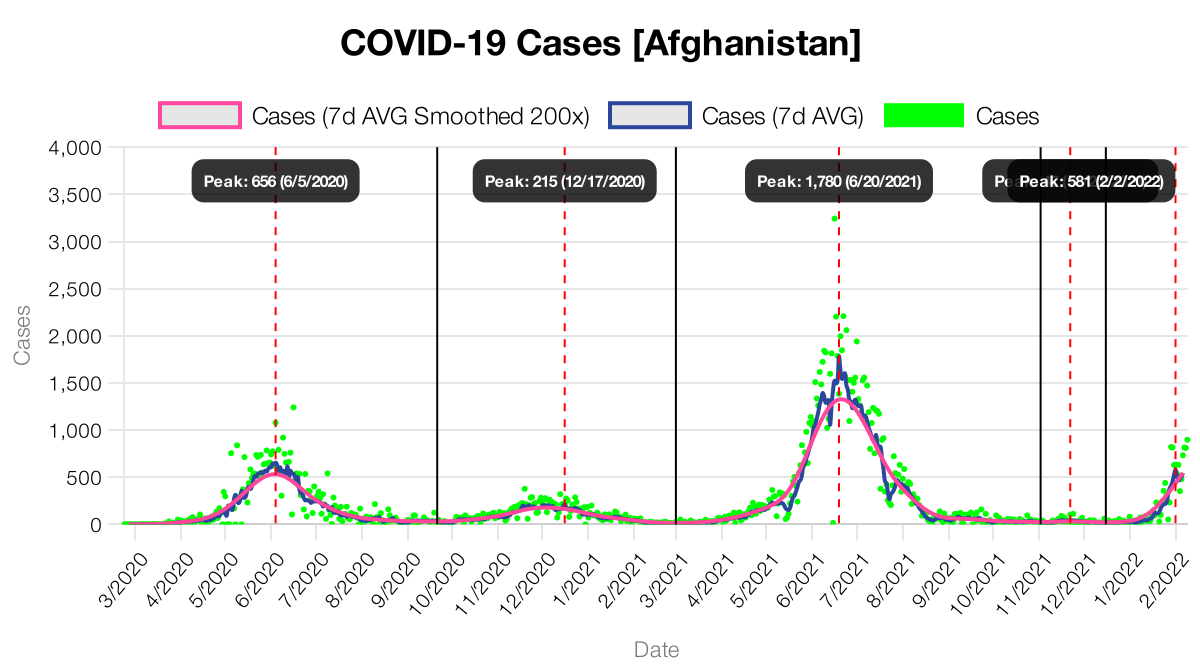 COVID-19 Cases [Afghanistan]
Cases (7d AVG Smoothed 200x) Cases (7d AVG) Cases
4,000
Peak: 656 (6/5/2020) Peak: 215 (12/17/2020) Peak: 1,780 (6/20/2021) Pe Peak: 581 (2/2/2022)
3,500
3,000
2,500
2,000
1,500
1,000
500
0
Cases
3/2020 4/2020 5/2020 6/2020 7/2020 8/2020 9/2020 10/2020 11/2020 12/2020 1/2021 2/2021 3/2021 4/2021 5/2021 6/2021 7/2021 8/2021 9/2021 10/2021 11/2021 12/2021 1/2022 2/2022
Date